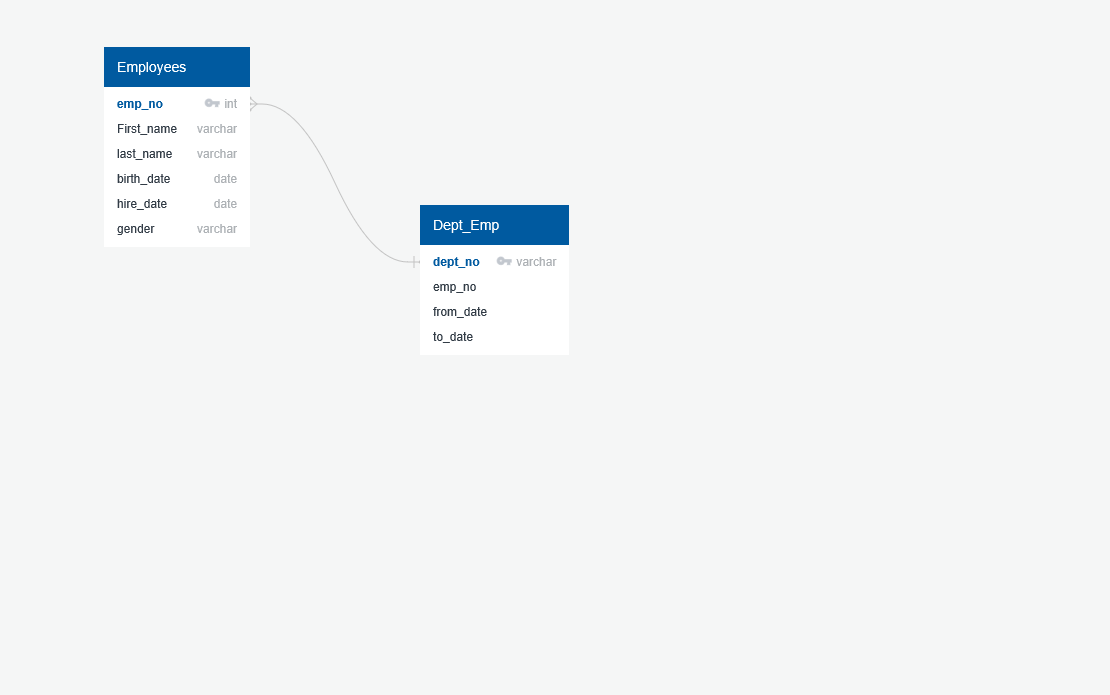 Employees
emp_no int
First_name varchar
last_name varchar
birth_date date
hire_date date
gender varchar
Dept_Emp
dept_no varchar
emp_no
from_date
to_date